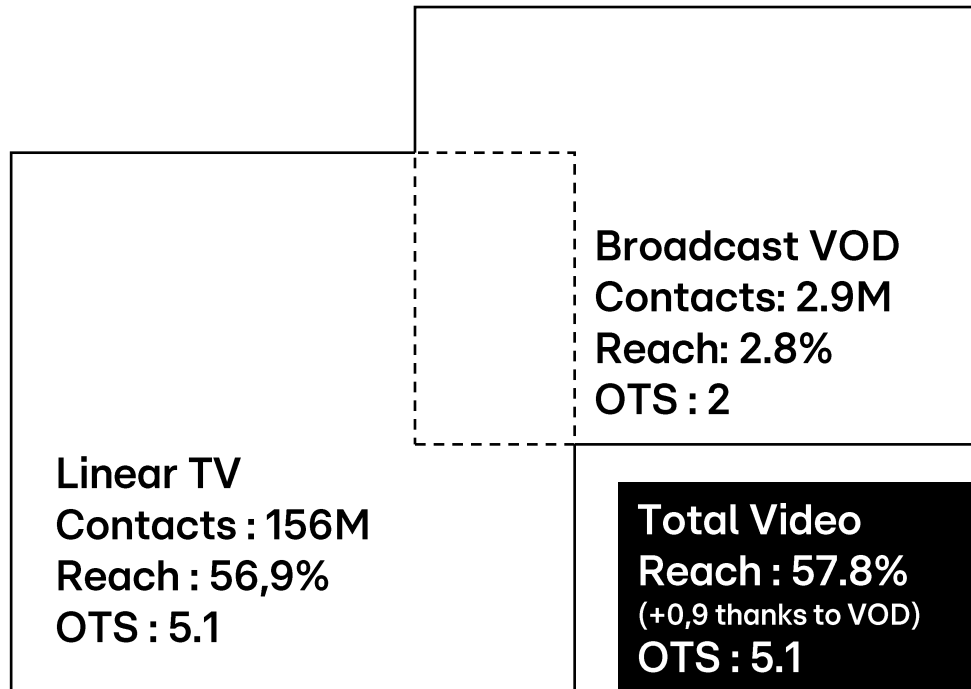 Broadcast VOD
Contacts: 2.9M
Reach: 2.8%
OTS : 2
Linear TV
Contacts : 156M
Reach : 56,9%
OTS : 5.1
Total Video
Reach : 57.8%
(+0,9 thanks to VOD)
OTS : 5.1